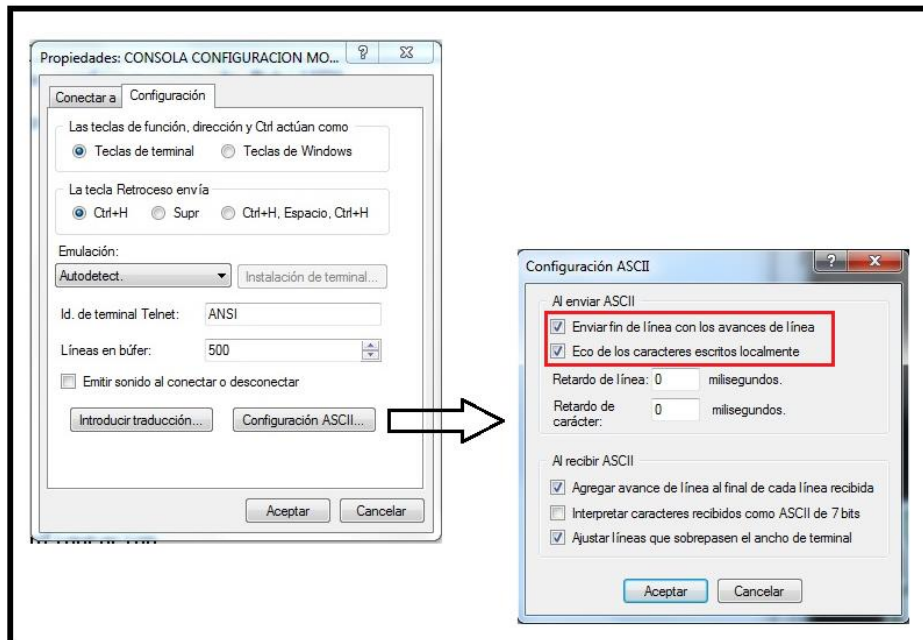 Propiedades: CONSOLA CONFIGURACION MO...
Conectar a
Configuración
Las teclas de función, dirección y Ctrl actúan como
Teclas de terminal
Teclas de Windows
La tecla Retroceso envía
Ctrl+H
Supr
Ctrl+H, Espacio, Ctrl+H
Emulación:
Autodetect.
Instalación de terminal...
Id. de terminal Telnet:
ANSI
Líneas en búfer:
500
Emitir sonido al conectar o desconectar
Introducir traducción...
Configuración ASCII...
Aceptar
Cancelar
Configuración ASCII
Al enviar ASCII
Enviar fin de línea con los avances de línea
Eco de los caracteres escritos localmente
Retardo de línea: 0 milisegundos.
Retardo de carácter: 0 milisegundos.
Al recibir ASCII
Agregar avance de línea al final de cada línea recibida
Interpretar caracteres recibidos como ASCII de 7 bits
Ajustar líneas que sobrepasen el ancho de terminal
Aceptar
Cancelar